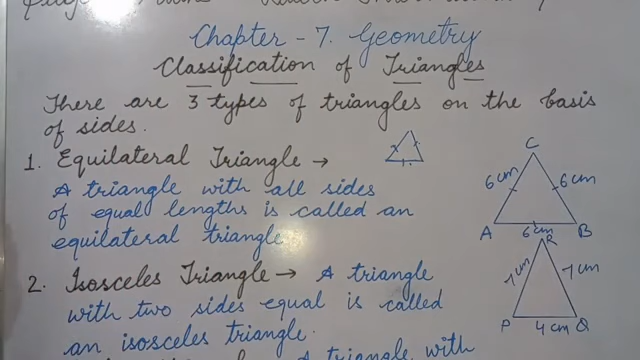 Chapter - 7. Geometry
Classification of Triangles
There are 3 types of triangles on the basis
of sides.
1. Equilateral Triangle →
A triangle with all sides
of equal lengths is called an
equilateral triangle
C
6 cm 6 cm
A 6 cm B
2. Isosceles Triangle → A triangle
with two sides equal is called
an isosceles triangle.
R
7 cm 7 cm
P 4 cm Q
A triangle with